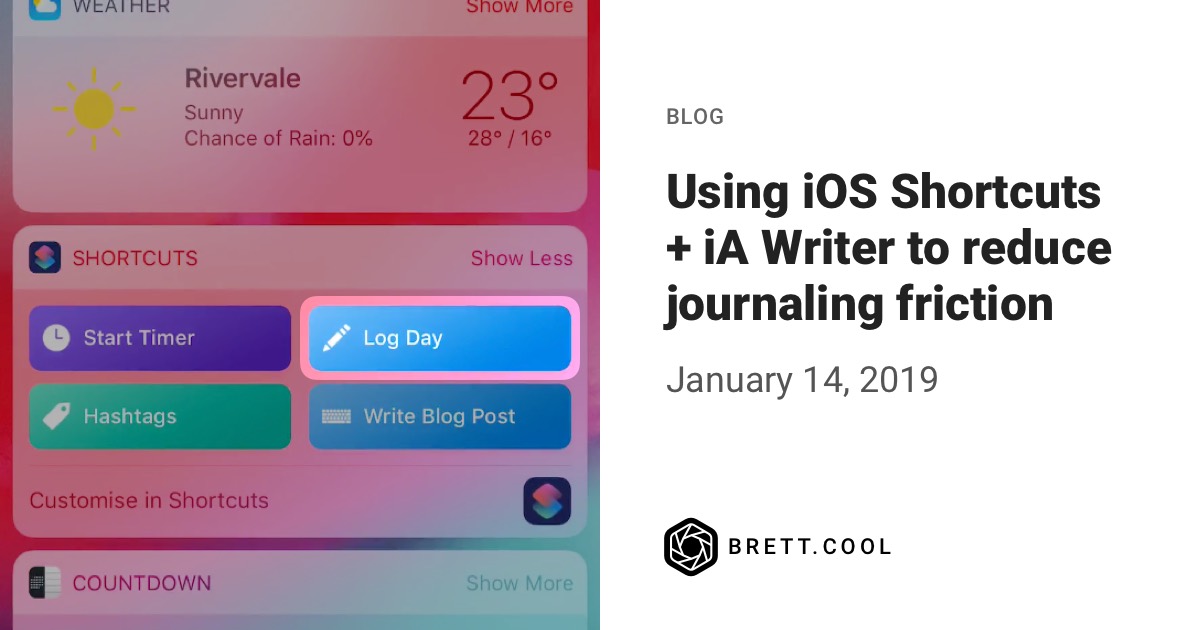 WEATHER
Show More
Rivervale
Sunny
Chance of Rain: 0%
23°
28° / 16°
SHORTCUTS
Show Less
Start Timer
Log Day
Hashtags
Write Blog Post
Customise in Shortcuts
COUNTDOWN
Show More
BLOG
Using iOS Shortcuts
+ iA Writer to reduce
journaling friction
January 14, 2019
BRETT.COOL